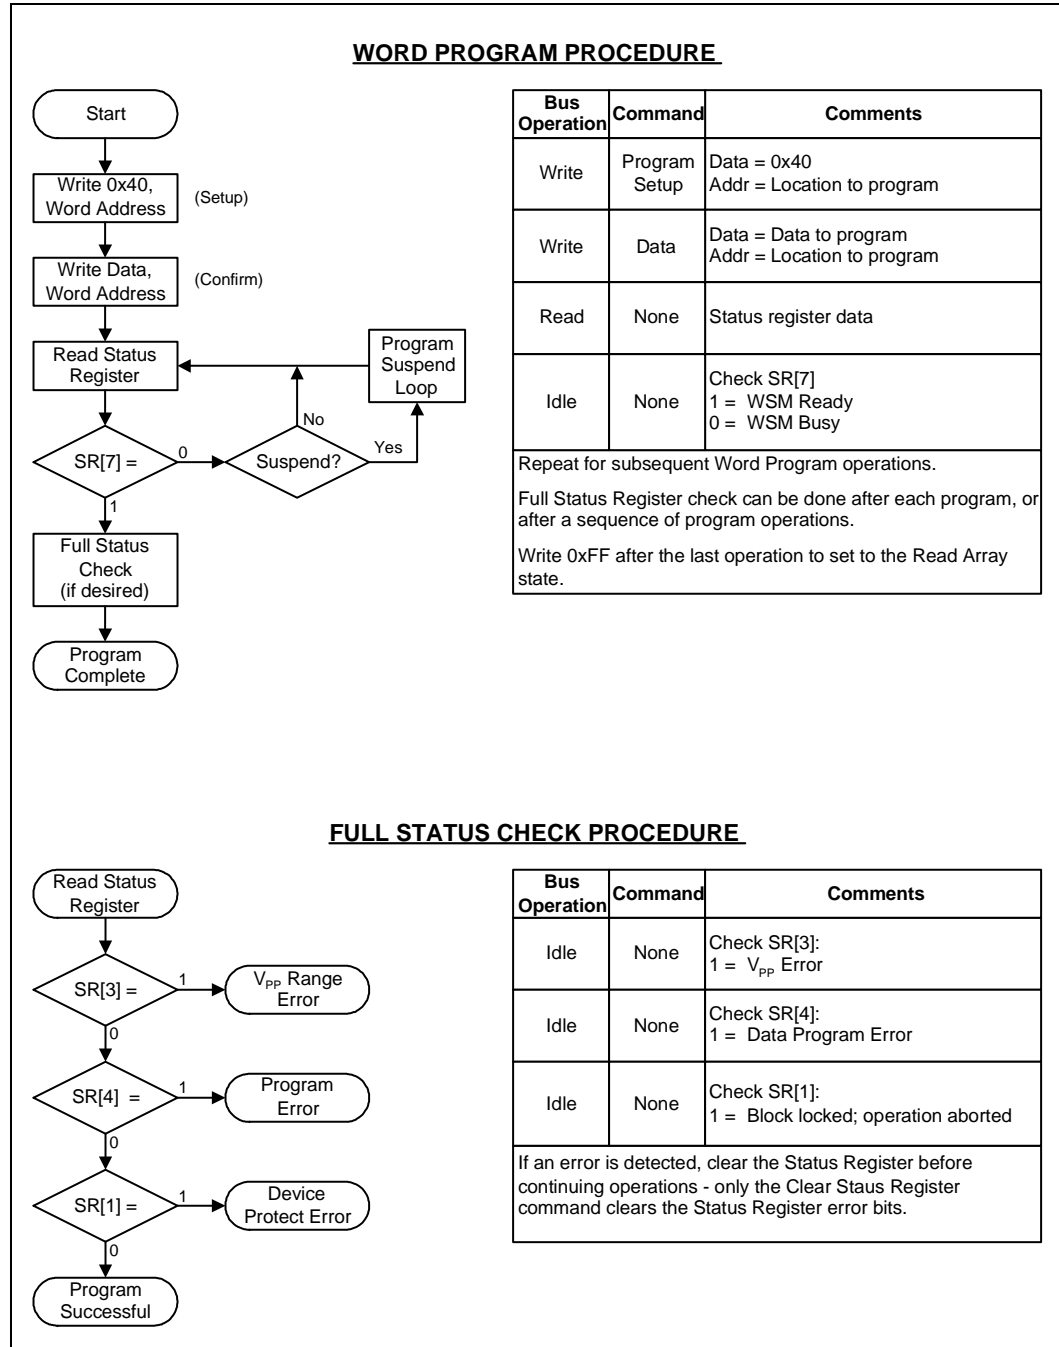 WORD PROGRAM PROCEDURE
Start
Write 0x40,
Word Address
(Setup)
Write Data,
Word Address
(Confirm)
Read Status
Register
Program
Suspend
Loop
No
SR[7] =
0
Suspend?
Yes
1
Full Status
Check
(if desired)
Program
Complete
Bus
Operation
Command
Comments
Write
Program
Setup
Data = 0x40
Addr = Location to program
Write
Data
Data = Data to program
Addr = Location to program
Read
None
Status register data
Idle
None
Check SR[7]
1 = WSM Ready
0 = WSM Busy
Repeat for subsequent Word Program operations.
Full Status Register check can be done after each program, or
after a sequence of program operations.
Write 0xFF after the last operation to set to the Read Array
state.
FULL STATUS CHECK PROCEDURE
Read Status
Register
SR[3] =
1
VPP Range
Error
0
SR[4] =
1
Program
Error
0
SR[1] =
1
Device
Protect Error
0
Program
Successful
Bus
Operation
Command
Comments
Idle
None
Check SR[3]:
1 = VPP Error
Idle
None
Check SR[4]:
1 = Data Program Error
Idle
None
Check SR[1]:
1 = Block locked; operation aborted
If an error is detected, clear the Status Register before
continuing operations - only the Clear Staus Register
command clears the Status Register error bits.